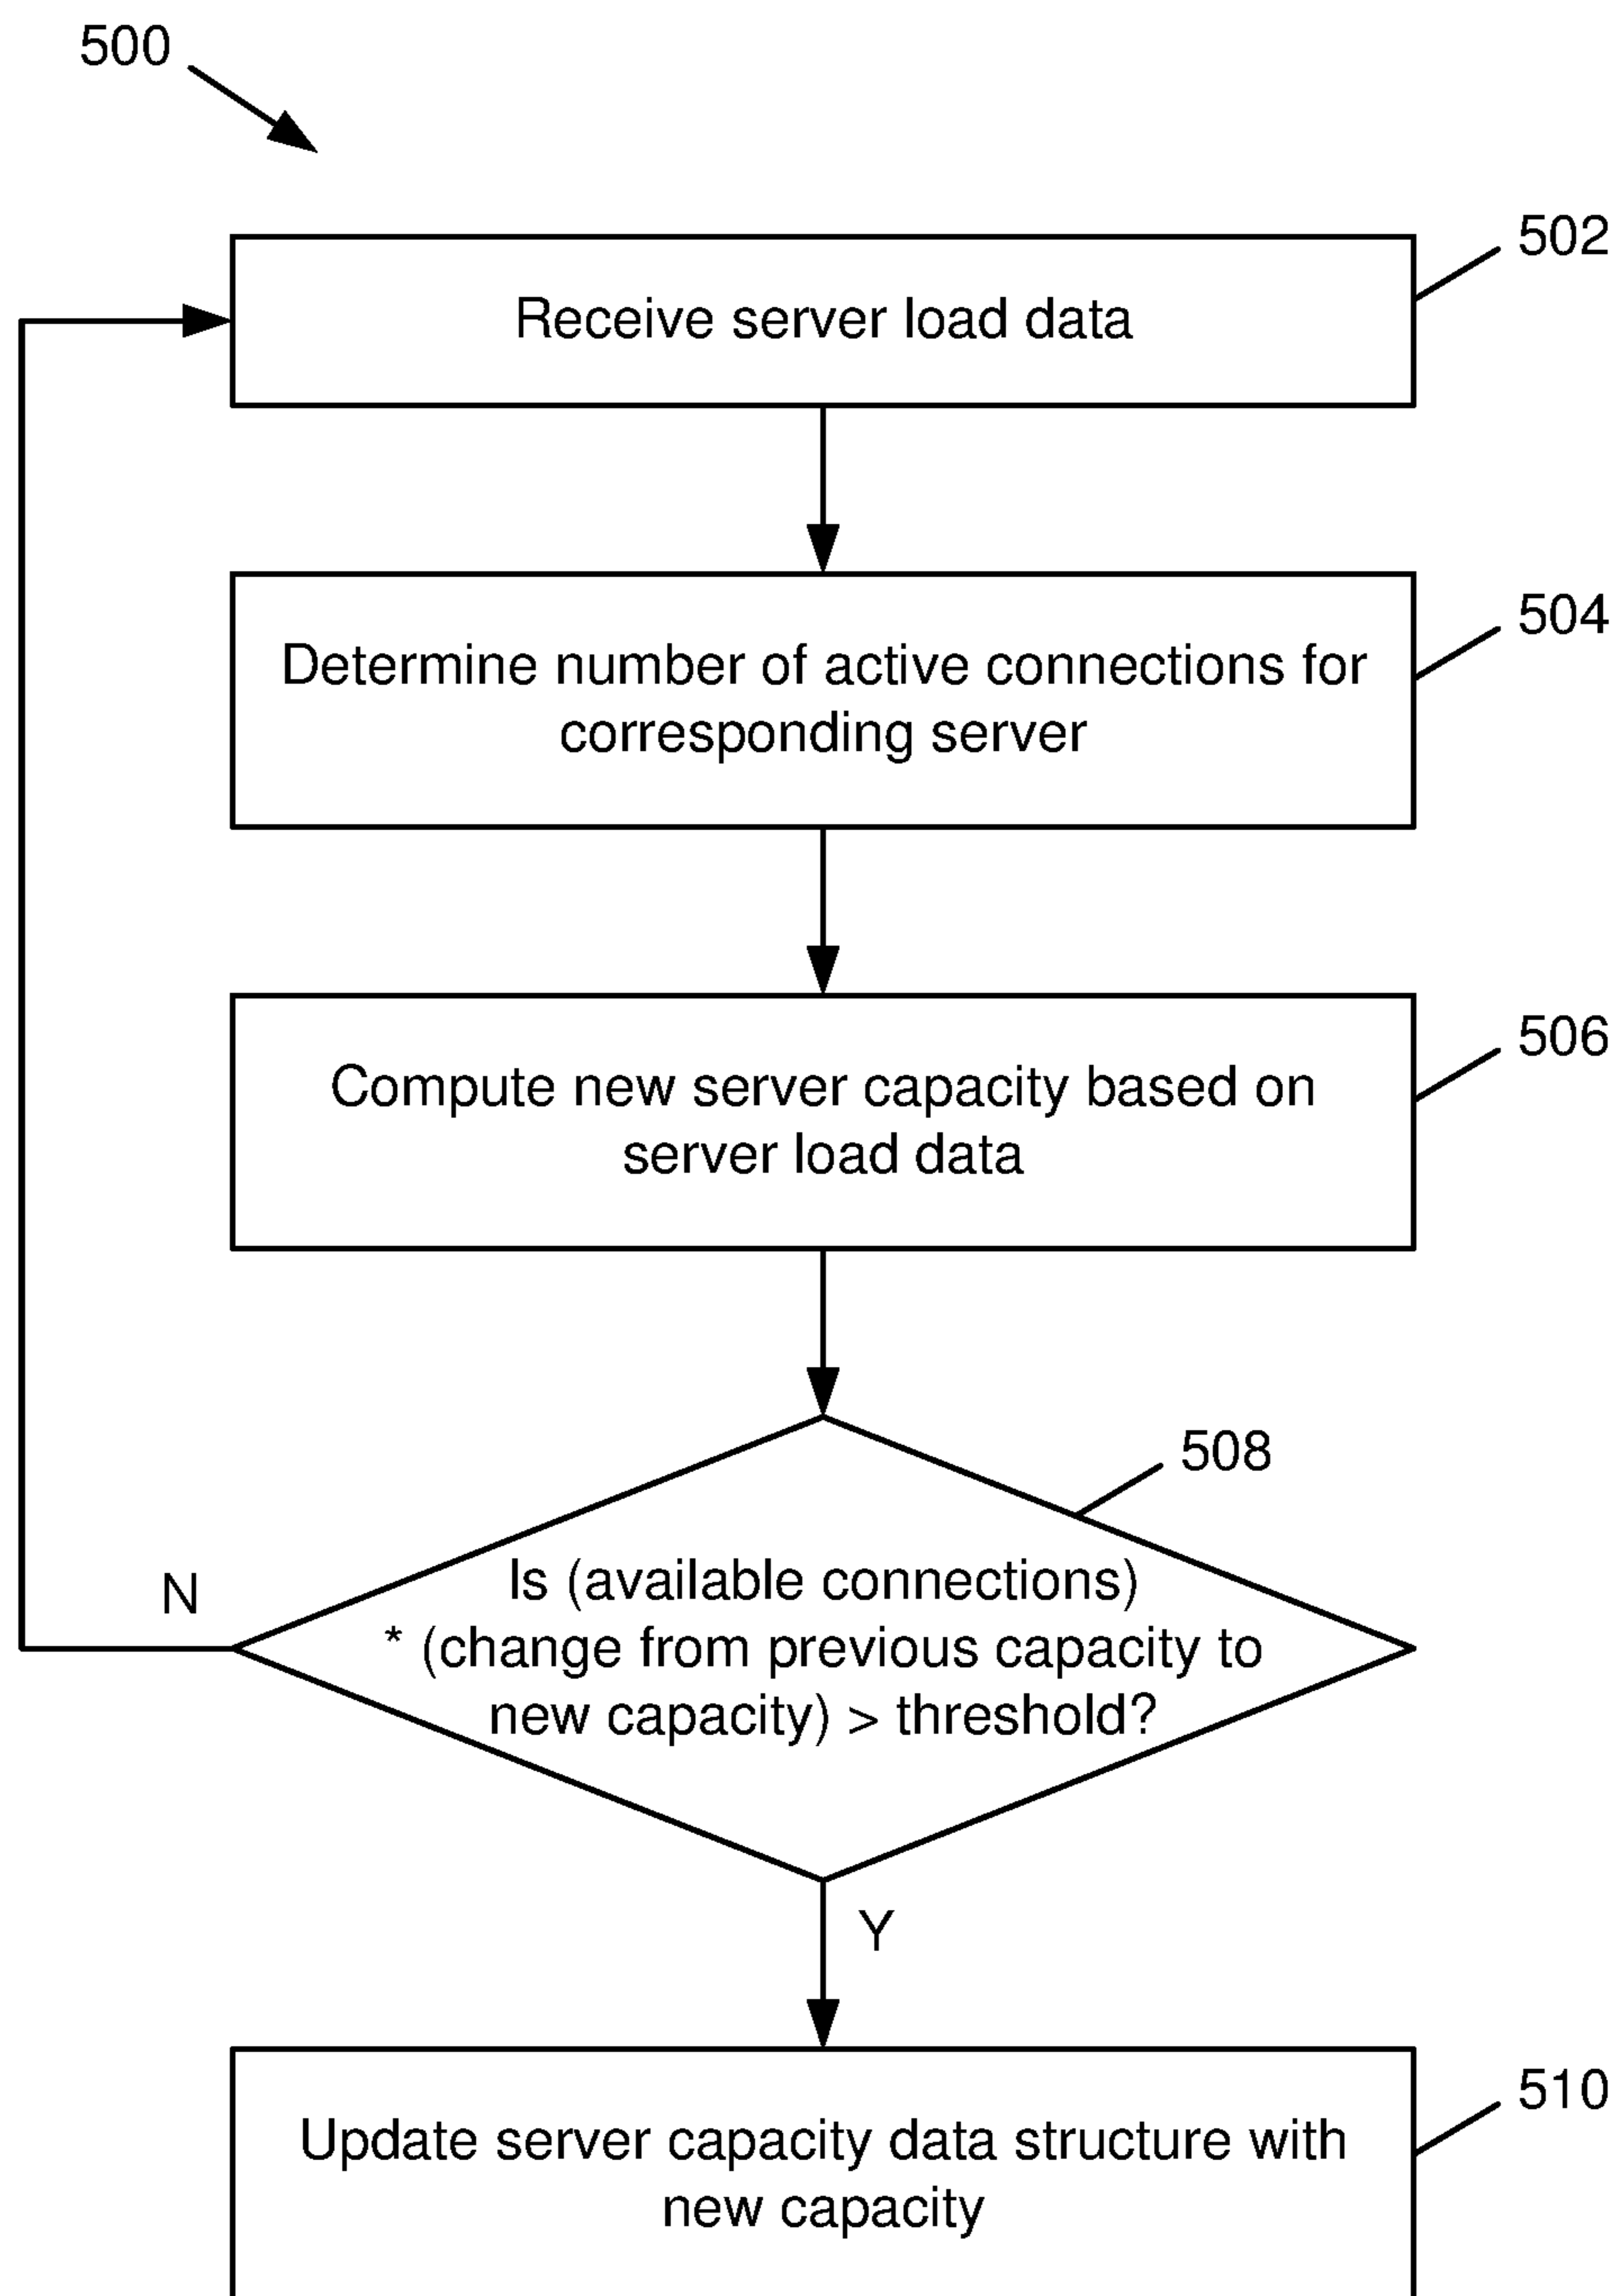 500
502
Receive server load data
504
Determine number of active connections for
corresponding server
506
Compute new server capacity based on
server load data
508
Is (available connections)
* (change from previous capacity to
new capacity) > threshold?
N
Y
510
Update server capacity data structure with
new capacity